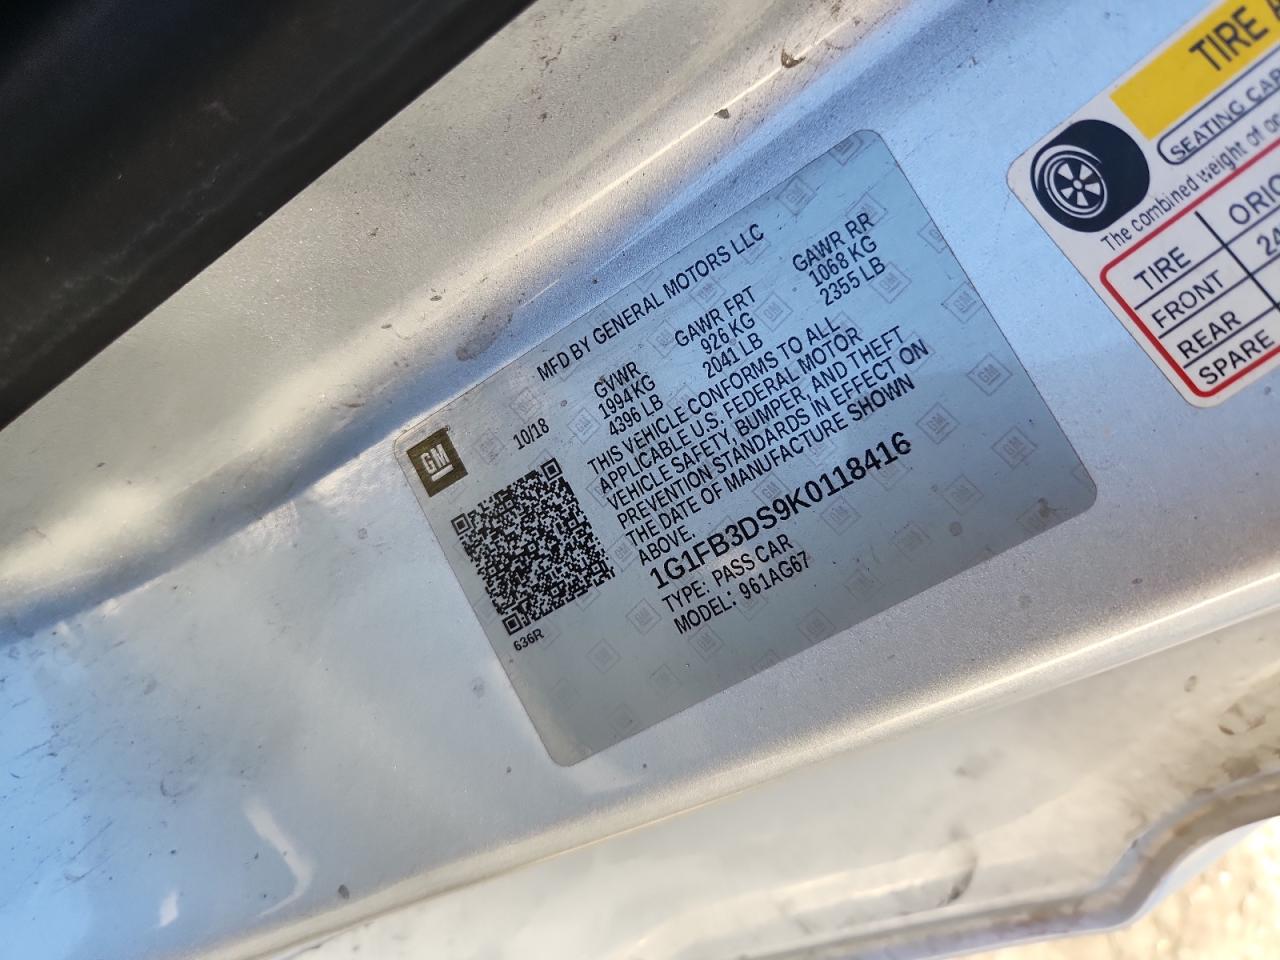 MFD BY GENERAL MOTORS LLC
GM
10/18
GVWR
1994 KG
4396 LB
GAWR FRT
926 KG
2041 LB
GAWR RR
1068 KG
2355 LB
THIS VEHICLE CONFORMS TO ALL
APPLICABLE U.S. FEDERAL MOTOR
VEHICLE SAFETY, BUMPER, AND THEFT
PREVENTION STANDARDS IN EFFECT ON
THE DATE OF MANUFACTURE SHOWN
ABOVE.
1G1FB3DS9K0118416
TYPE: PASS CAR
MODEL: 961AG67
636R
TIRE
SEATING
The combined weight of
TIRE
FRONT
REAR
SPARE